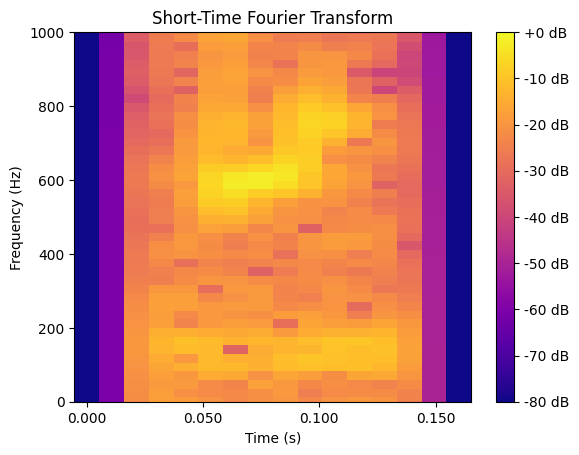 Short-Time Fourier Transform
Frequency (Hz)
1000
800
600
400
200
0
0.000 0.050 0.100 0.150
Time (s)
+0 dB
-10 dB
-20 dB
-30 dB
-40 dB
-50 dB
-60 dB
-70 dB
-80 dB